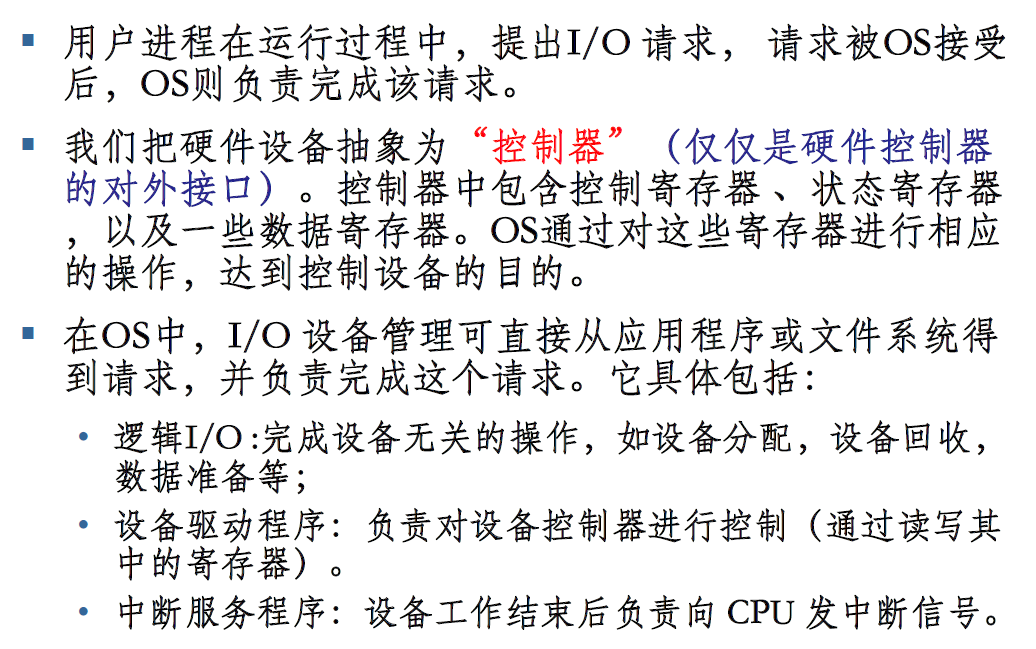 ▪ 用户进程在运行过程中，提出I/O 请求， 请求被OS接受
后，OS则负责完成该请求。
▪ 我们把硬件设备抽象为“控制器”（仅仅是硬件控制器
的对外接口）。控制器中包含控制寄存器、状态寄存器
，以及一些数据寄存器。OS通过对这些寄存器进行相应
的操作，达到控制设备的目的。
▪ 在OS中，I/O 设备管理可直接从应用程序或文件系统得
到请求，并负责完成这个请求。它具体包括：
• 逻辑I/O :完成设备无关的操作，如设备分配，设备回收，
数据准备等；
• 设备驱动程序：负责对设备控制器进行控制（通过读写其
中的寄存器）。
• 中断服务程序：设备工作结束后负责向 CPU 发中断信号。